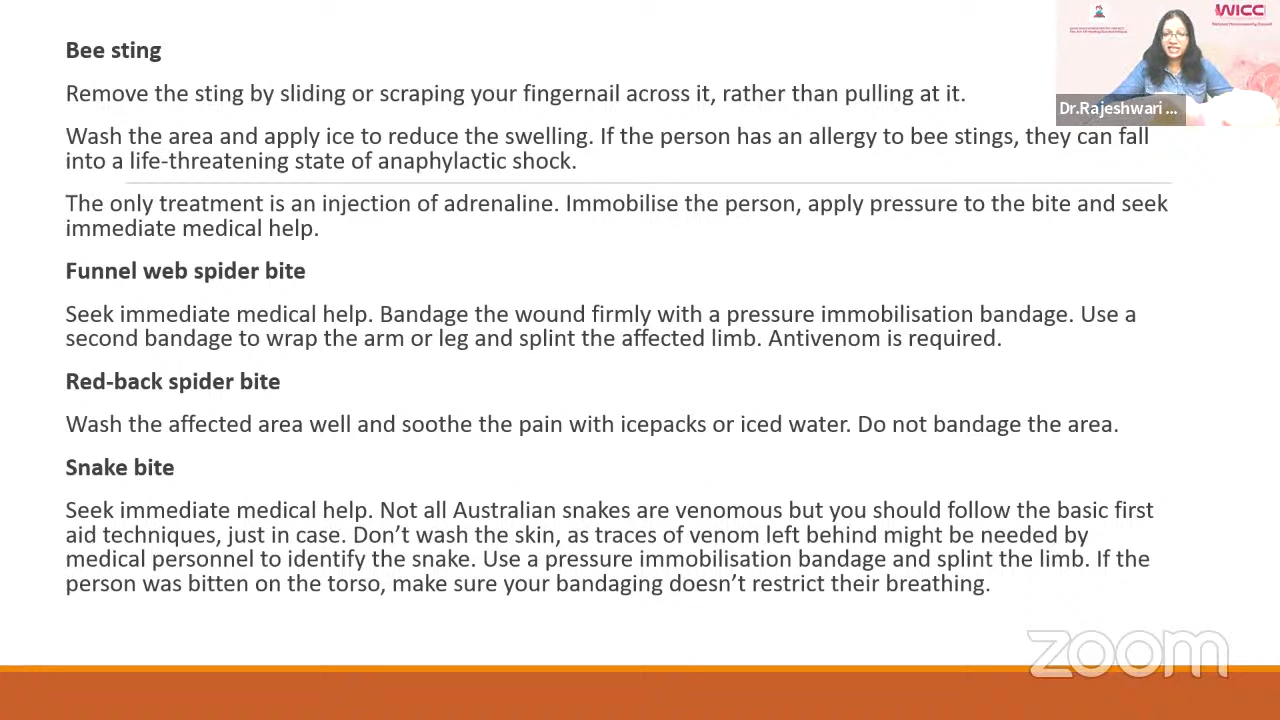 Bee sting
Remove the sting by sliding or scraping your fingernail across it, rather than pulling at it.
Wash the area and apply ice to reduce the swelling. If the person has an allergy to bee stings, they can fall
into a life-threatening state of anaphylactic shock.
The only treatment is an injection of adrenaline. Immobilise the person, apply pressure to the bite and seek
immediate medical help.
Funnel web spider bite
Seek immediate medical help. Bandage the wound firmly with a pressure immobilisation bandage. Use a
second bandage to wrap the arm or leg and splint the affected limb. Antivenom is required.
Red-back spider bite
Wash the affected area well and soothe the pain with icepacks or iced water. Do not bandage the area.
Snake bite
Seek immediate medical help. Not all Australian snakes are venomous but you should follow the basic first
aid techniques, just in case. Don’t wash the skin, as traces of venom left behind might be needed by
medical personnel to identify the snake. Use a pressure immobilisation bandage and splint the limb. If the
person was bitten on the torso, make sure your bandaging doesn’t restrict their breathing.
WICC
Dr.Rajeshwari ...
zoom